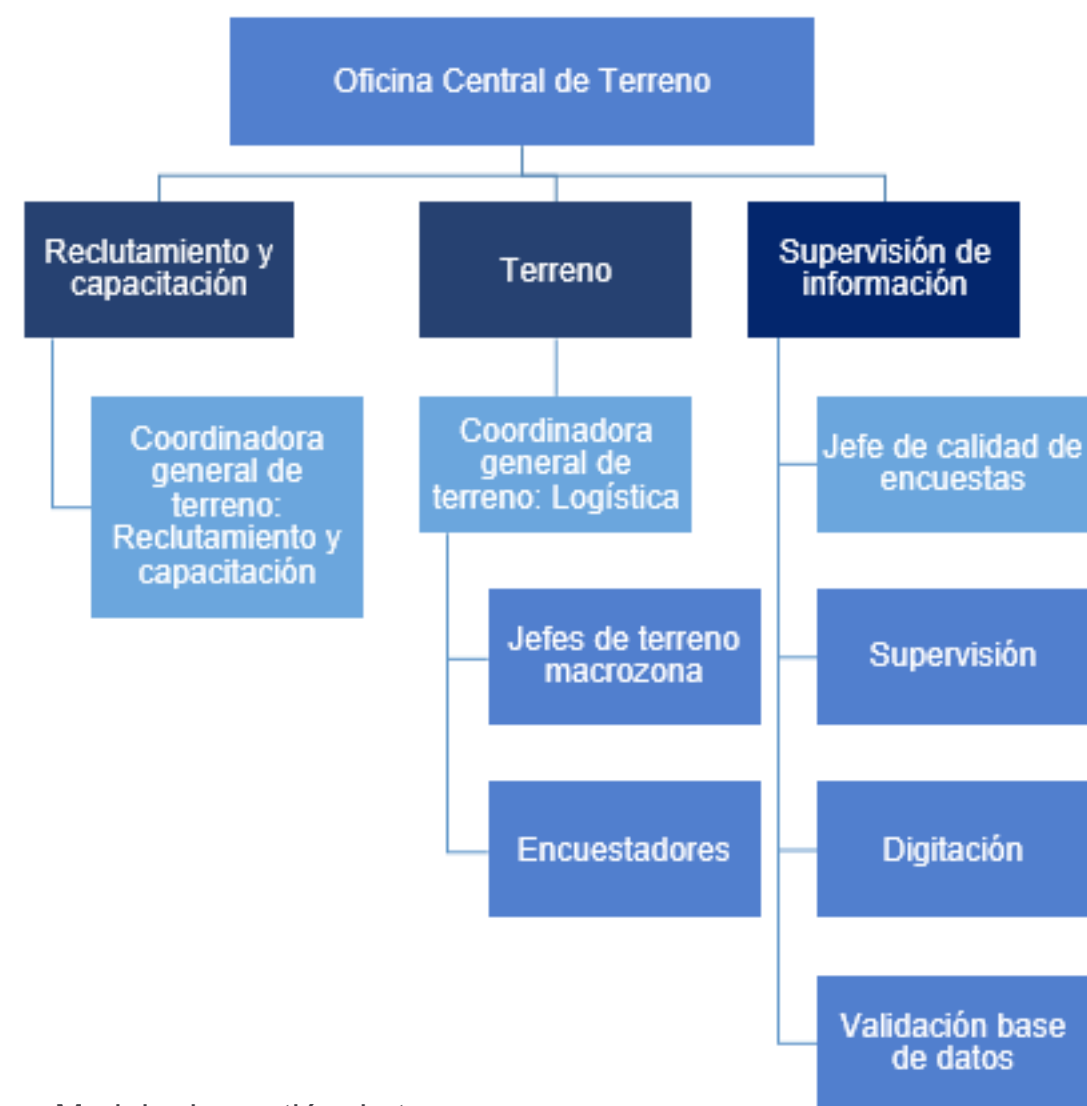 Oficina Central de Terreno
Reclutamiento y
capacitación
Terreno
Supervisión de
información
Coordinadora
general de
terreno:
Reclutamiento y
capacitación
Coordinadora
general de
terreno: Logística
Jefe de calidad de
encuestas
Jefes de terreno
macrozona
Supervisión
Encuestadores
Digitación
Validación base
de datos